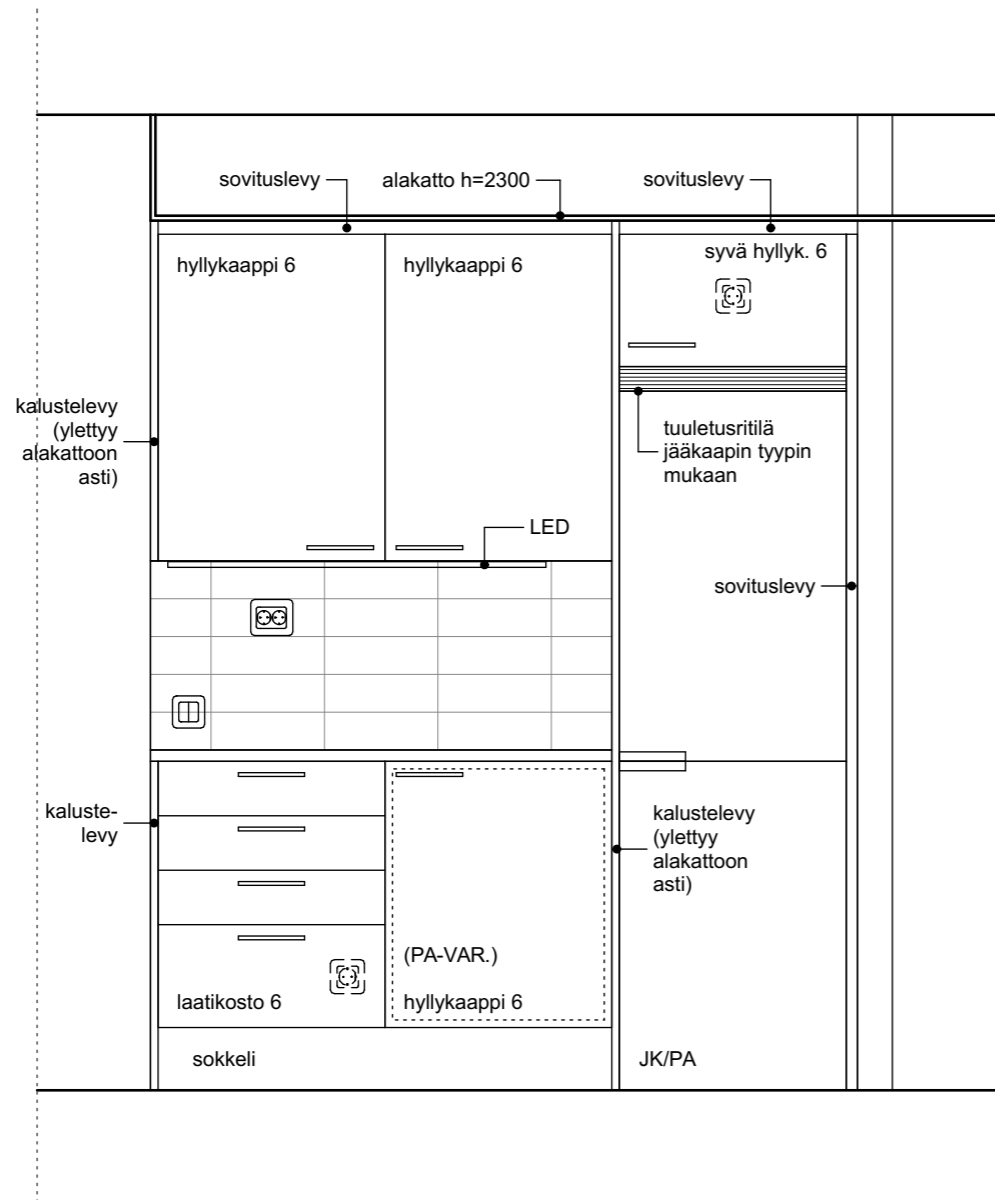 sovituslevy
alakatto h=2300
sovituslevy
hyllykaappi 6
hyllykaappi 6
syvä hyllyk. 6
kalustelevy
(ylettyy
alakattoon
asti)
tuuletusritilä
jääkaapin tyypin
mukaan
LED
sovituslevy
kaluste-
levy
kalustelevy
(ylettyy
alakattoon
asti)
(PA-VAR.)
laatikosto 6
hyllykaappi 6
sokkeli
JK/PA